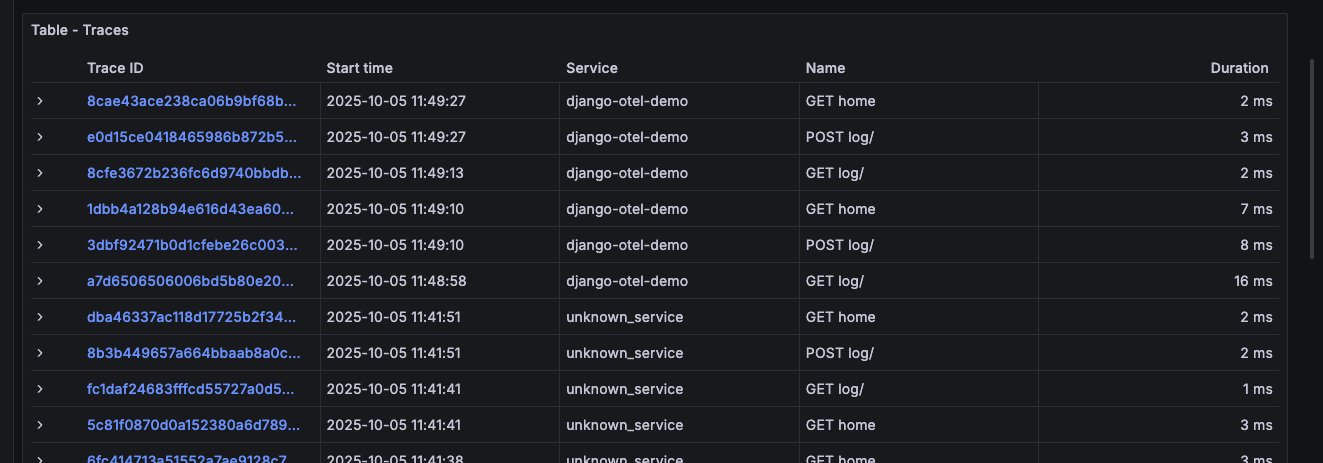 Table - Traces
Trace ID Start time Service Name Duration
8cae43ace238ca06b9bf68b... 2025-10-05 11:49:27 django-otel-demo GET home 2 ms
e0d15ce0418465986b872b5... 2025-10-05 11:49:27 django-otel-demo POST log/ 3 ms
8cfe3672b236fc6d9740bbdb... 2025-10-05 11:49:13 django-otel-demo GET log/ 2 ms
1dbb4a128b94e616d43ea60... 2025-10-05 11:49:10 django-otel-demo GET home 7 ms
3dbf92471b0d1cfebe26c003... 2025-10-05 11:49:10 django-otel-demo POST log/ 8 ms
a7d6506506006bd5b80e20... 2025-10-05 11:48:58 django-otel-demo GET log/ 16 ms
dba46337ac118d17725b2f34... 2025-10-05 11:41:51 unknown_service GET home 2 ms
8b3b449657a664bbaab8a0c... 2025-10-05 11:41:51 unknown_service POST log/ 2 ms
fc1daf24683fffcd55727a0d5... 2025-10-05 11:41:41 unknown_service GET log/ 1 ms
5c81f0870d0a152380a6d789... 2025-10-05 11:41:41 unknown_service GET home 3 ms
6fc414713a51552a7ae9128c7... 2025-10-05 11:41:38 unknown_service GET home 3 ms